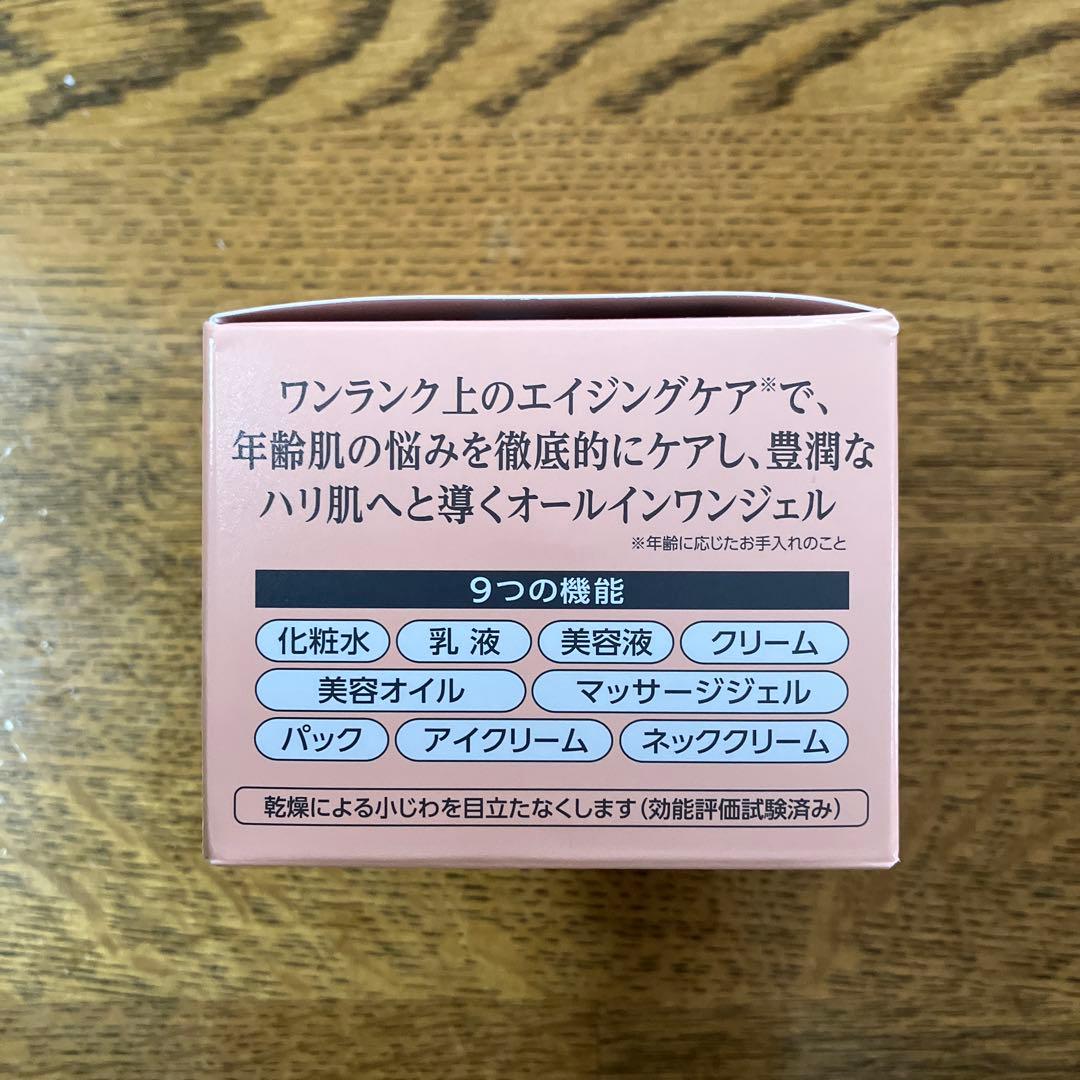 ワンランク上のエイジングケア※で、
年齢肌の悩みを徹底的にケアし、豊潤な
ハリ肌へと導くオールインワンジェル
※年齢に応じたお手入れのこと
9つの機能
化粧水 乳液 美容液 クリーム
美容オイル マッサージジェル
パック アイクリーム ネッククリーム
乾燥による小じわを目立たなくします（効能評価試験済み）